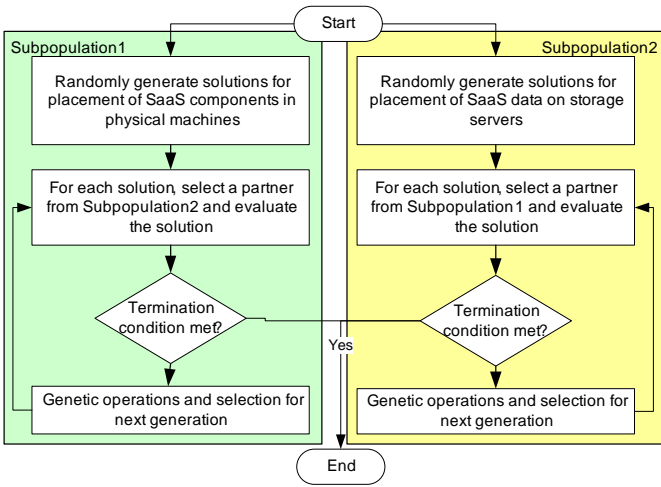 Start
Subpopulation1
Randomly generate solutions for
placement of SaaS components in
physical machines
For each solution, select a partner
from Subpopulation2 and evaluate
the solution
Termination
condition met?
Genetic operations and selection for
next generation
Subpopulation2
Randomly generate solutions for
placement of SaaS data on storage
servers
For each solution, select a partner
from Subpopulation1 and evaluate
the solution
Termination
condition met?
Genetic operations and selection for
next generation
Yes
End